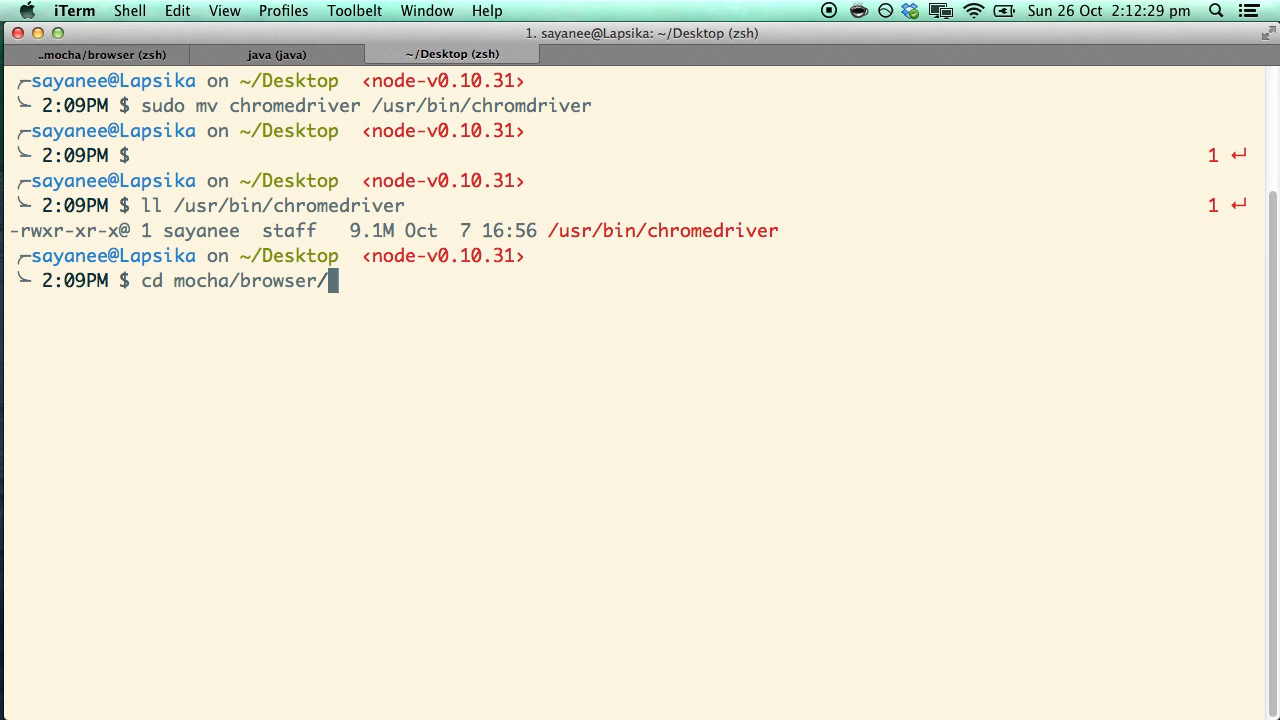 iTerm Shell Edit View Profiles Toolbelt Window Help Sun 26 Oct 2:12:29 pm
1. sayanee@Lapsika: ~/Desktop (zsh)
..mocha/browser (zsh) java (java) ~/Desktop (zsh)
╭─sayanee@Lapsika on ~/Desktop ‹node-v0.10.31›
╰─ 2:09PM $ sudo mv chromedriver /usr/bin/chromdriver
╭─sayanee@Lapsika on ~/Desktop ‹node-v0.10.31›
╰─ 2:09PM $ 1 ↵
╭─sayanee@Lapsika on ~/Desktop ‹node-v0.10.31›
╰─ 2:09PM $ ll /usr/bin/chromedriver 1 ↵
-rwxr-xr-x@ 1 sayanee staff 9.1M Oct 7 16:56 /usr/bin/chromedriver
╭─sayanee@Lapsika on ~/Desktop ‹node-v0.10.31›
╰─ 2:09PM $ cd mocha/browser/